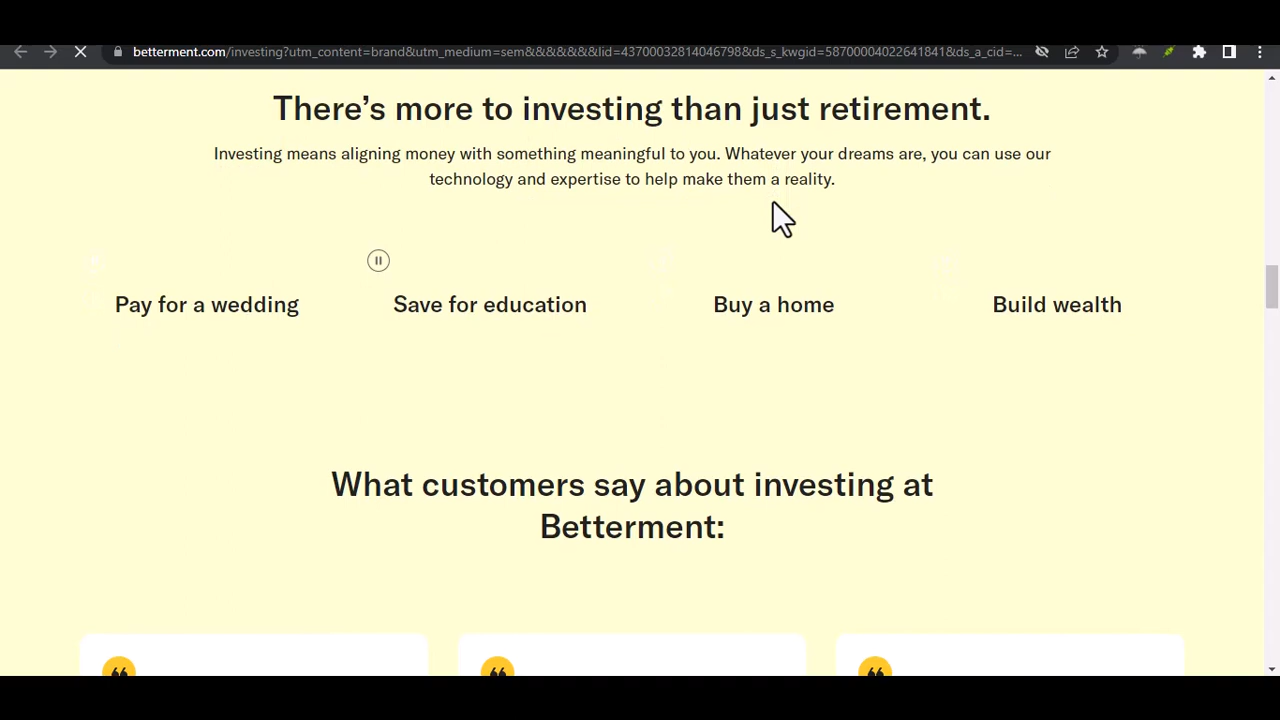 betterment.com/investing?utm_content=brand&utm_medium=sem&&&&&&&lid=43700032814046798&ds_s_kwgid=58700004022641841&ds_a_cid=...
There’s more to investing than just retirement.
Investing means aligning money with something meaningful to you. Whatever your dreams are, you can use our
technology and expertise to help make them a reality.
Pay for a wedding
Save for education
Buy a home
Build wealth
What customers say about investing at
Betterment: